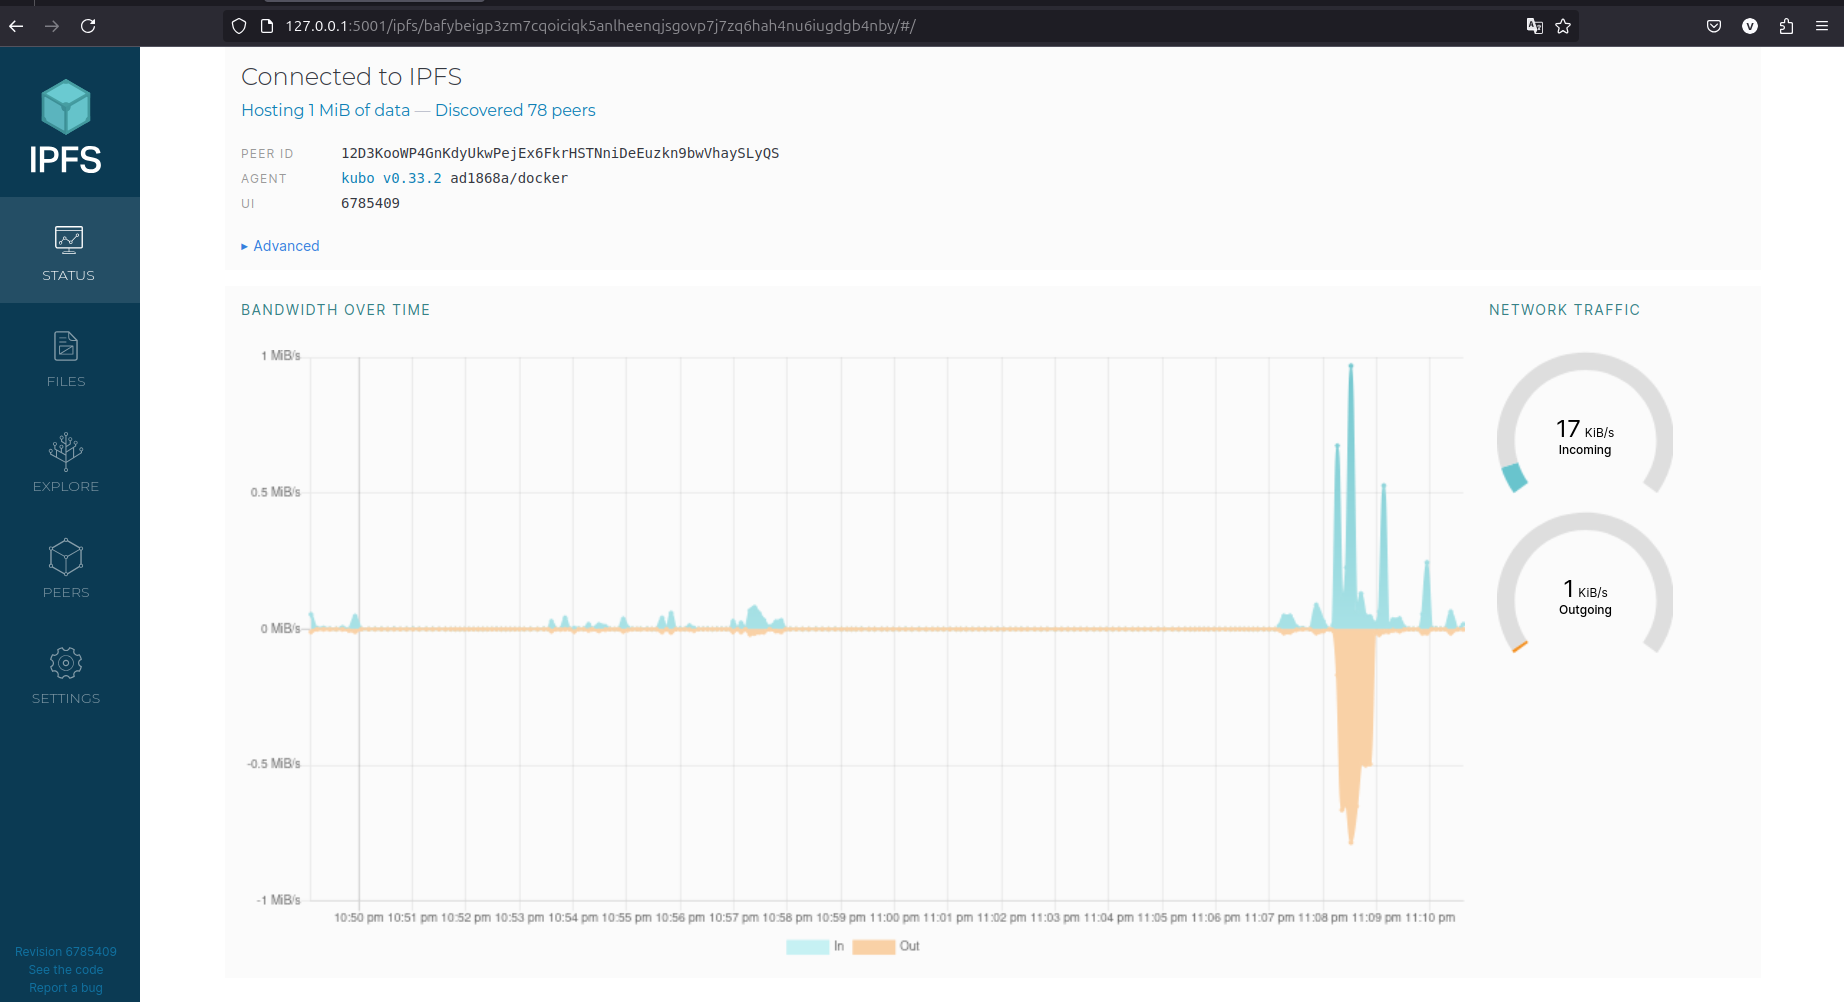 127.0.0.1:5001/ipfs/bafybeigp3zm7cqoiciqk5anlheenqjsgovp7j7zq6hah4nu6iugdgb4nby/#/
V
IPFS
STATUS
FILES
EXPLORE
PEERS
SETTINGS
Revision 6785409
See the code
Report a bug
Connected to IPFS
Hosting 1 MiB of data — Discovered 78 peers
PEER ID 12D3KooWP4GnKdyUkwPejEx6FkrHSTNniDeEuzkn9bwVhaySLyQS
AGENT kubo v0.33.2 ad1868a/docker
UI 6785409
▸ Advanced
BANDWIDTH OVER TIME
1 MiB/s
0.5 MiB/s
0 MiB/s
-0.5 MiB/s
-1 MiB/s
10:50 pm 10:51 pm 10:52 pm 10:53 pm 10:54 pm 10:55 pm 10:56 pm 10:57 pm 10:58 pm 10:59 pm 11:00 pm 11:01 pm 11:02 pm 11:03 pm 11:04 pm 11:05 pm 11:06 pm 11:07 pm 11:08 pm 11:09 pm 11:10 pm
In Out
NETWORK TRAFFIC
17 KiB/s
Incoming
1 KiB/s
Outgoing